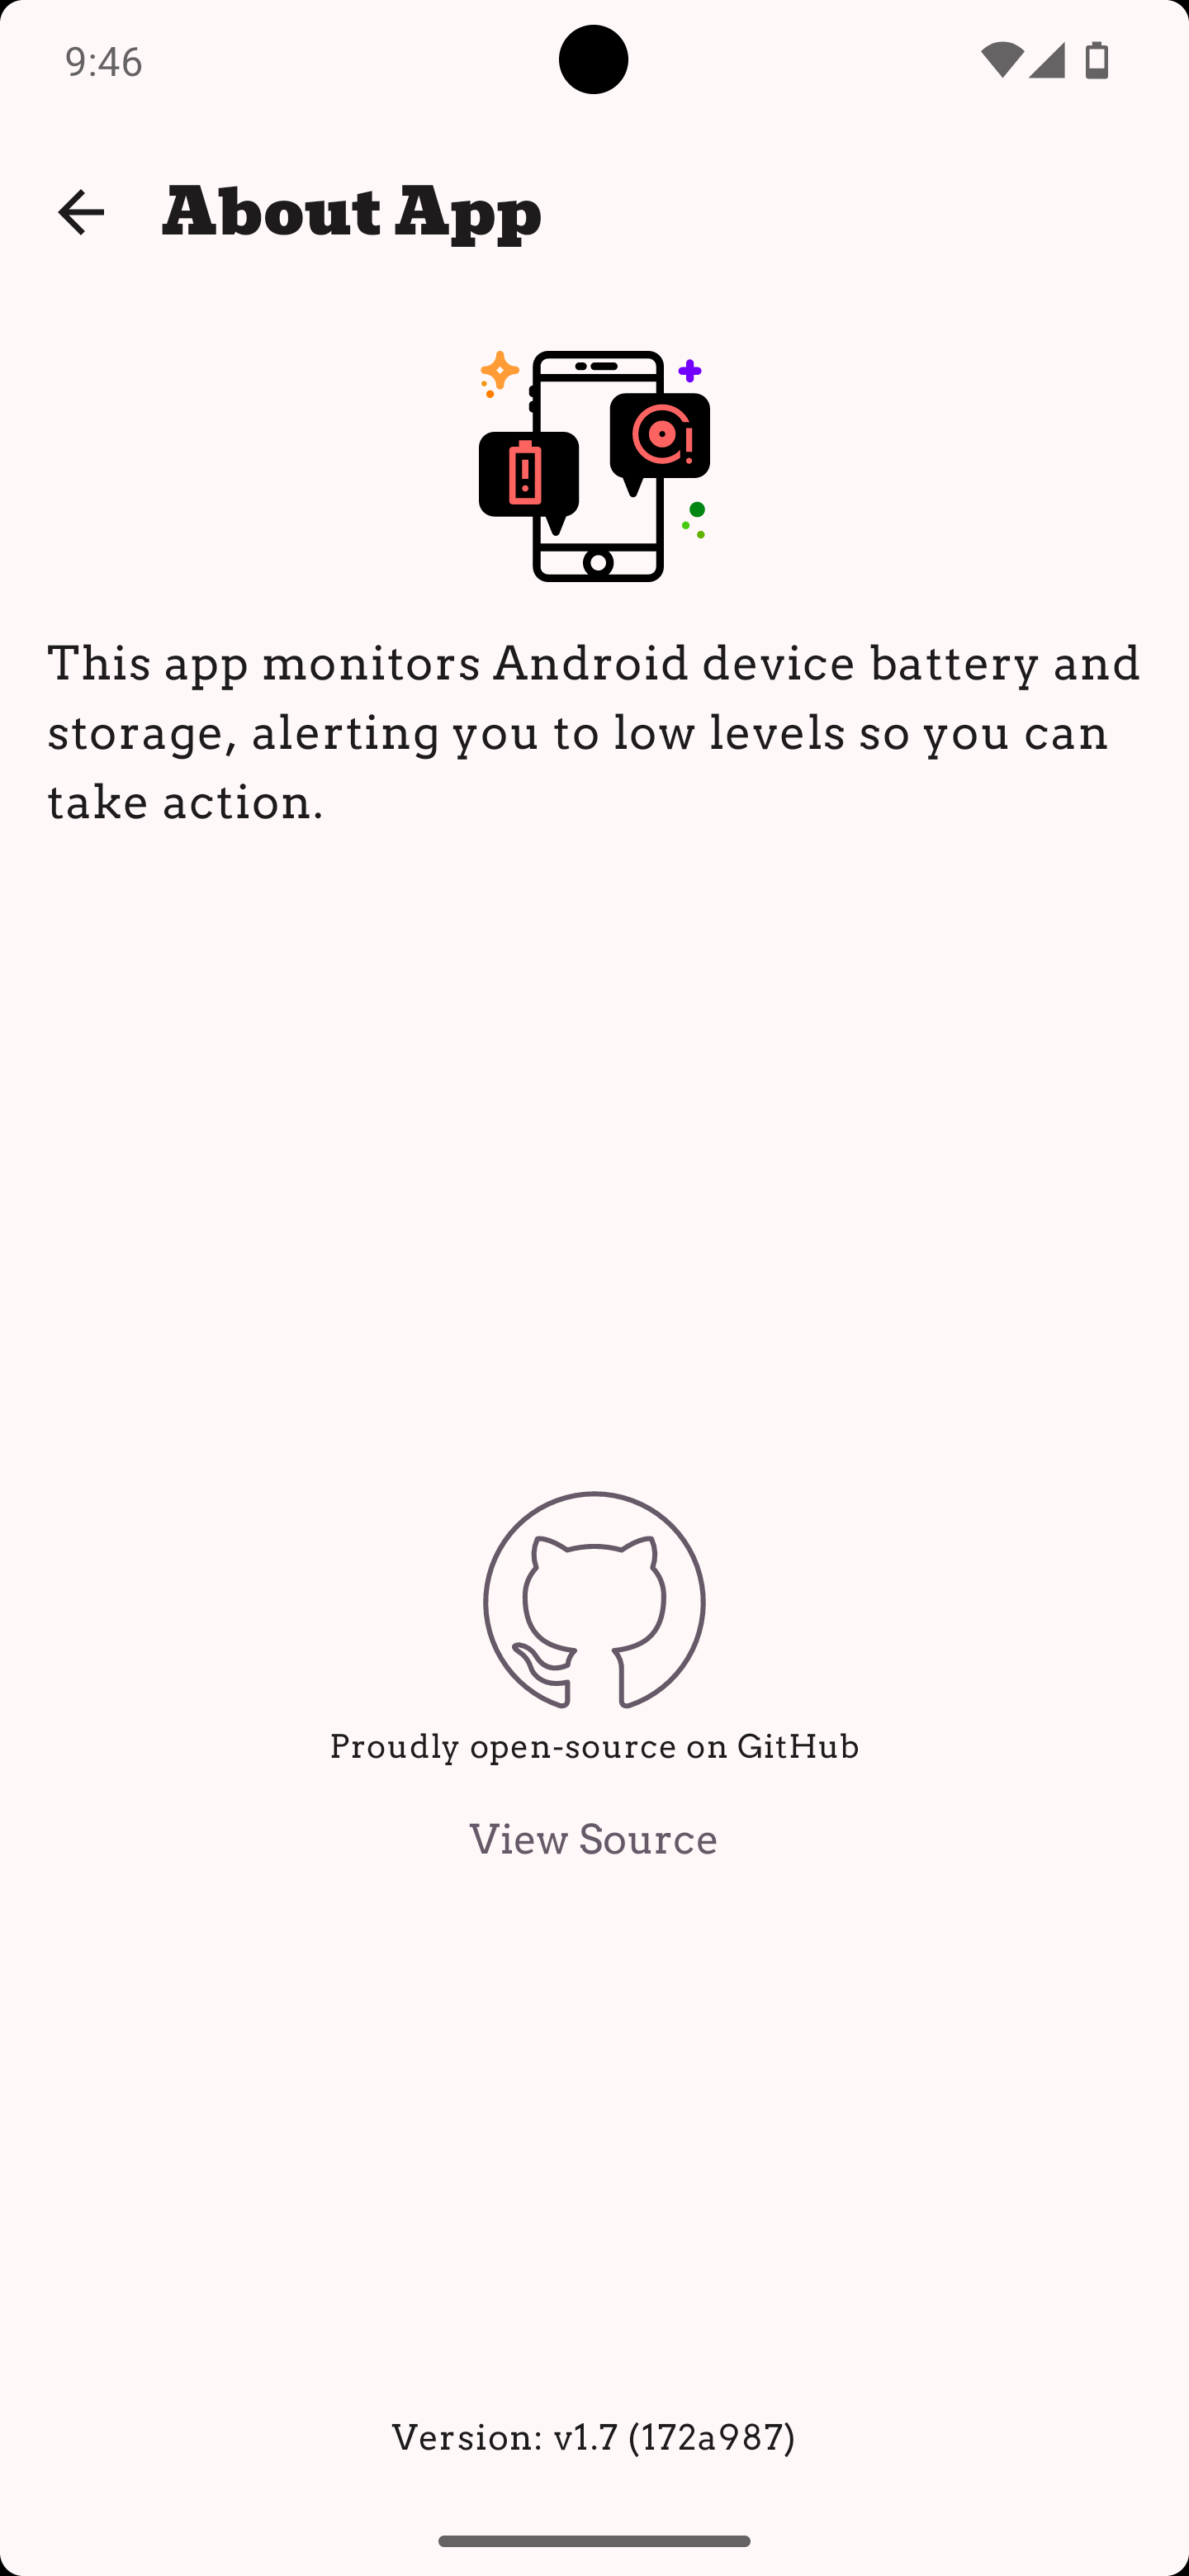 9:46
About App
This app monitors Android device battery and
storage, alerting you to low levels so you can
take action.
Proudly open-source on GitHub
View Source
Version: v1.7 (172a987)